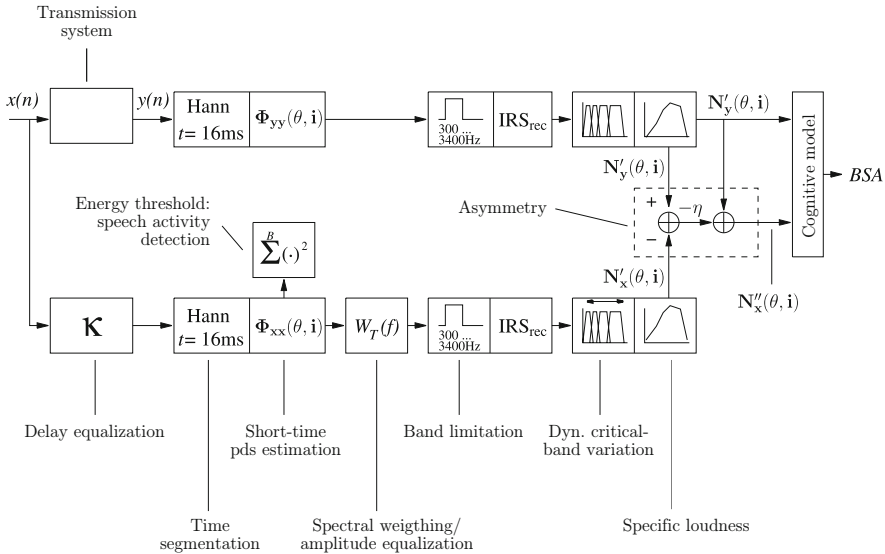 Transmission
system
x(n)
y(n)
Hann
t= 16ms
Φyy(θ, i)
300 ...
3400Hz
IRSrec
N′y(θ, i)
Cognitive model
BSA
N′y(θ, i)
Energy threshold:
speech activity
detection
B
∑(·)²
Asymmetry
+
−η
−
N′x(θ, i)
N″x(θ, i)
κ
Hann
t= 16ms
Φxx(θ, i)
WT(f)
300 ...
3400Hz
IRSrec
Delay equalization
Short-time
pds estimation
Band limitation
Dyn. critical-
band variation
Time
segmentation
Spectral weigthing/
amplitude equalization
Specific loudness